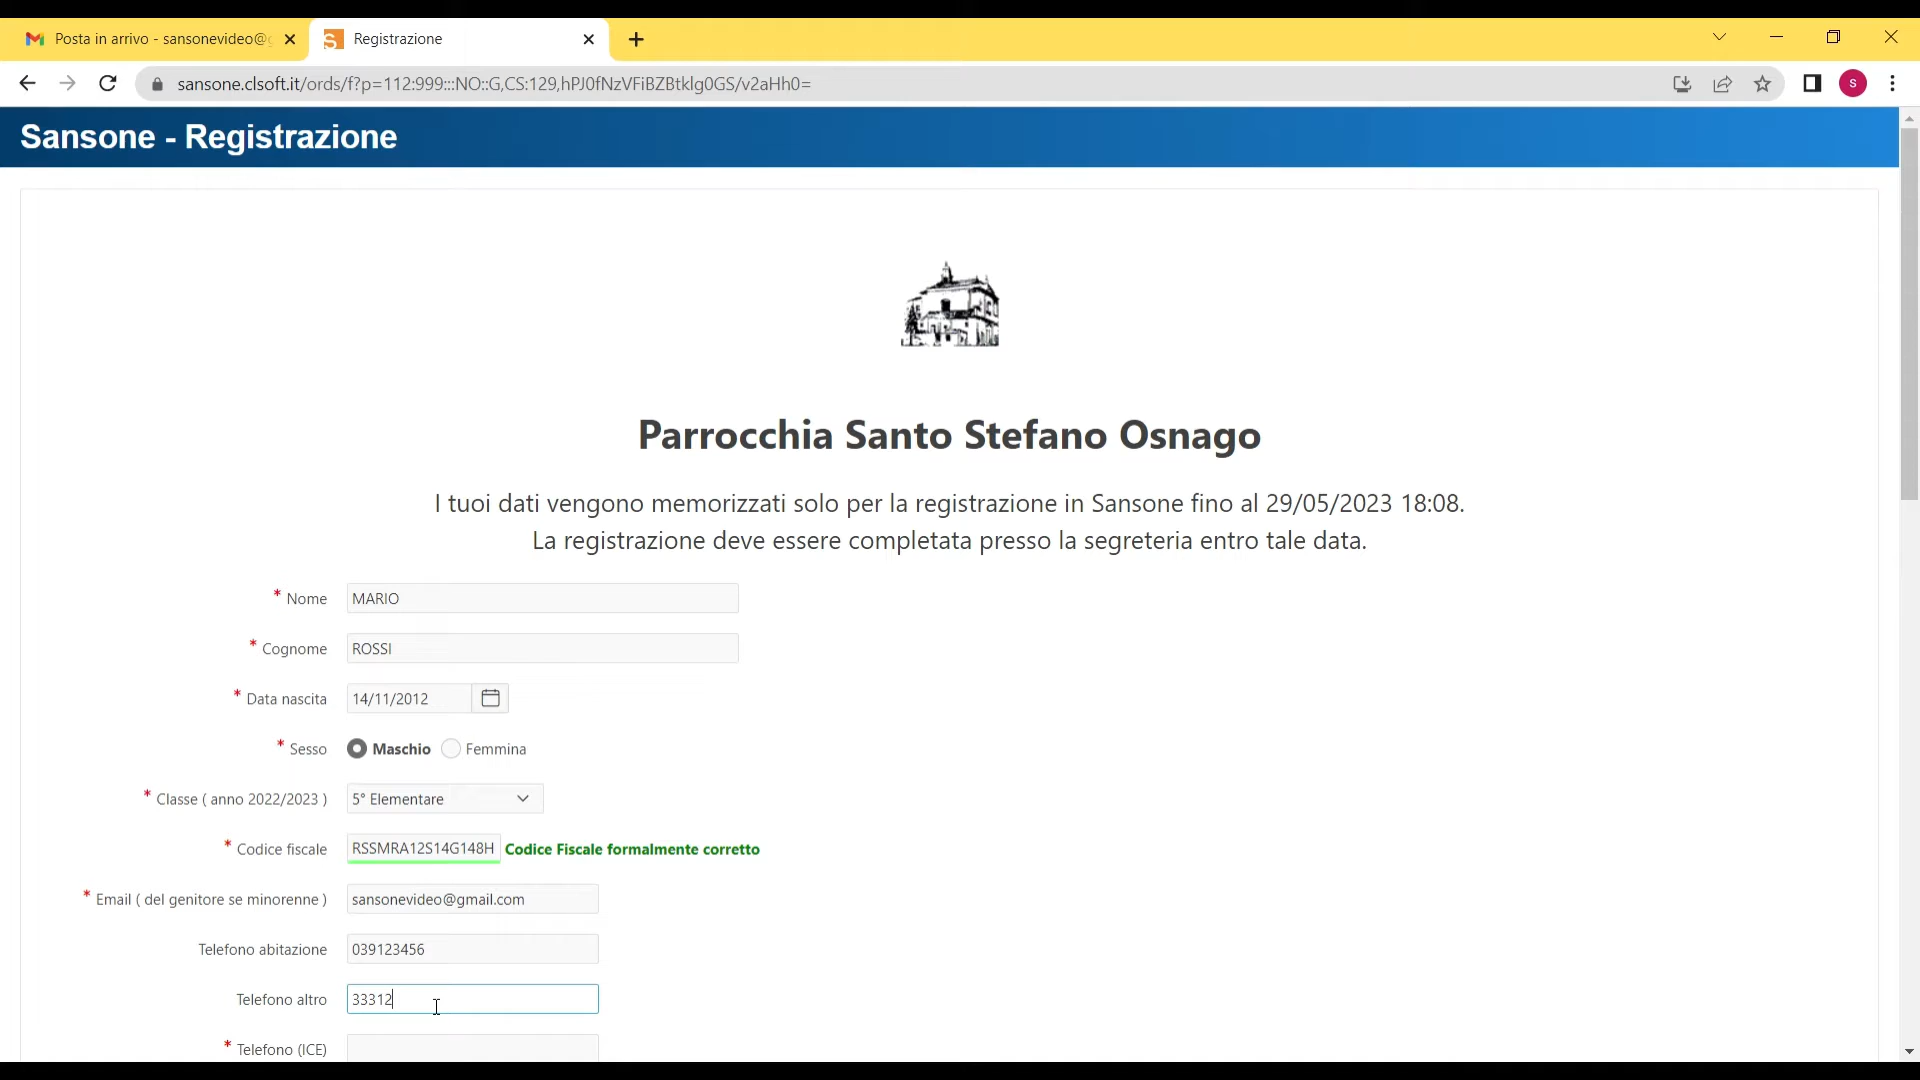 Posta in arrivo - sansonevideo@g
Registrazione
sansone.clsoft.it/ords/f?p=112:999:::NO::G,CS:129,hPJ0fNzVFiBZBtklg0GS/v2aHh0=
S
Sansone - Registrazione
Parrocchia Santo Stefano Osnago
I tuoi dati vengono memorizzati solo per la registrazione in Sansone fino al 29/05/2023 18:08.
La registrazione deve essere completata presso la segreteria entro tale data.
* Nome MARIO
* Cognome ROSSI
* Data nascita 14/11/2012
* Sesso Maschio Femmina
* Classe ( anno 2022/2023 ) 5° Elementare
* Codice fiscale RSSMRA12S14G148H Codice Fiscale formalmente corretto
* Email ( del genitore se minorenne ) sansonevideo@gmail.com
Telefono abitazione 039123456
Telefono altro 33312
* Telefono (ICE)